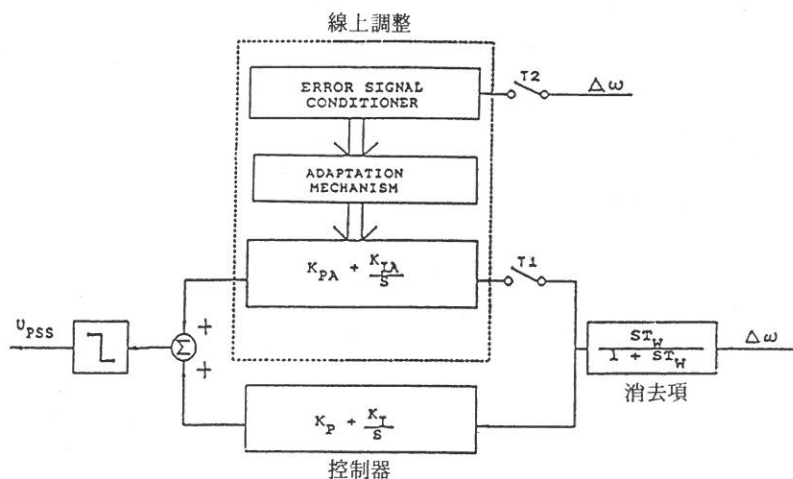 線上調整
ERROR SIGNAL
CONDITIONER
T2
Δω
ADAPTATION
MECHANISM
K_PA + K_IA/S
T1
U_PSS
+
Σ
+
ST_W / 1 + ST_W
Δω
消去項
K_P + K_I/S
控制器